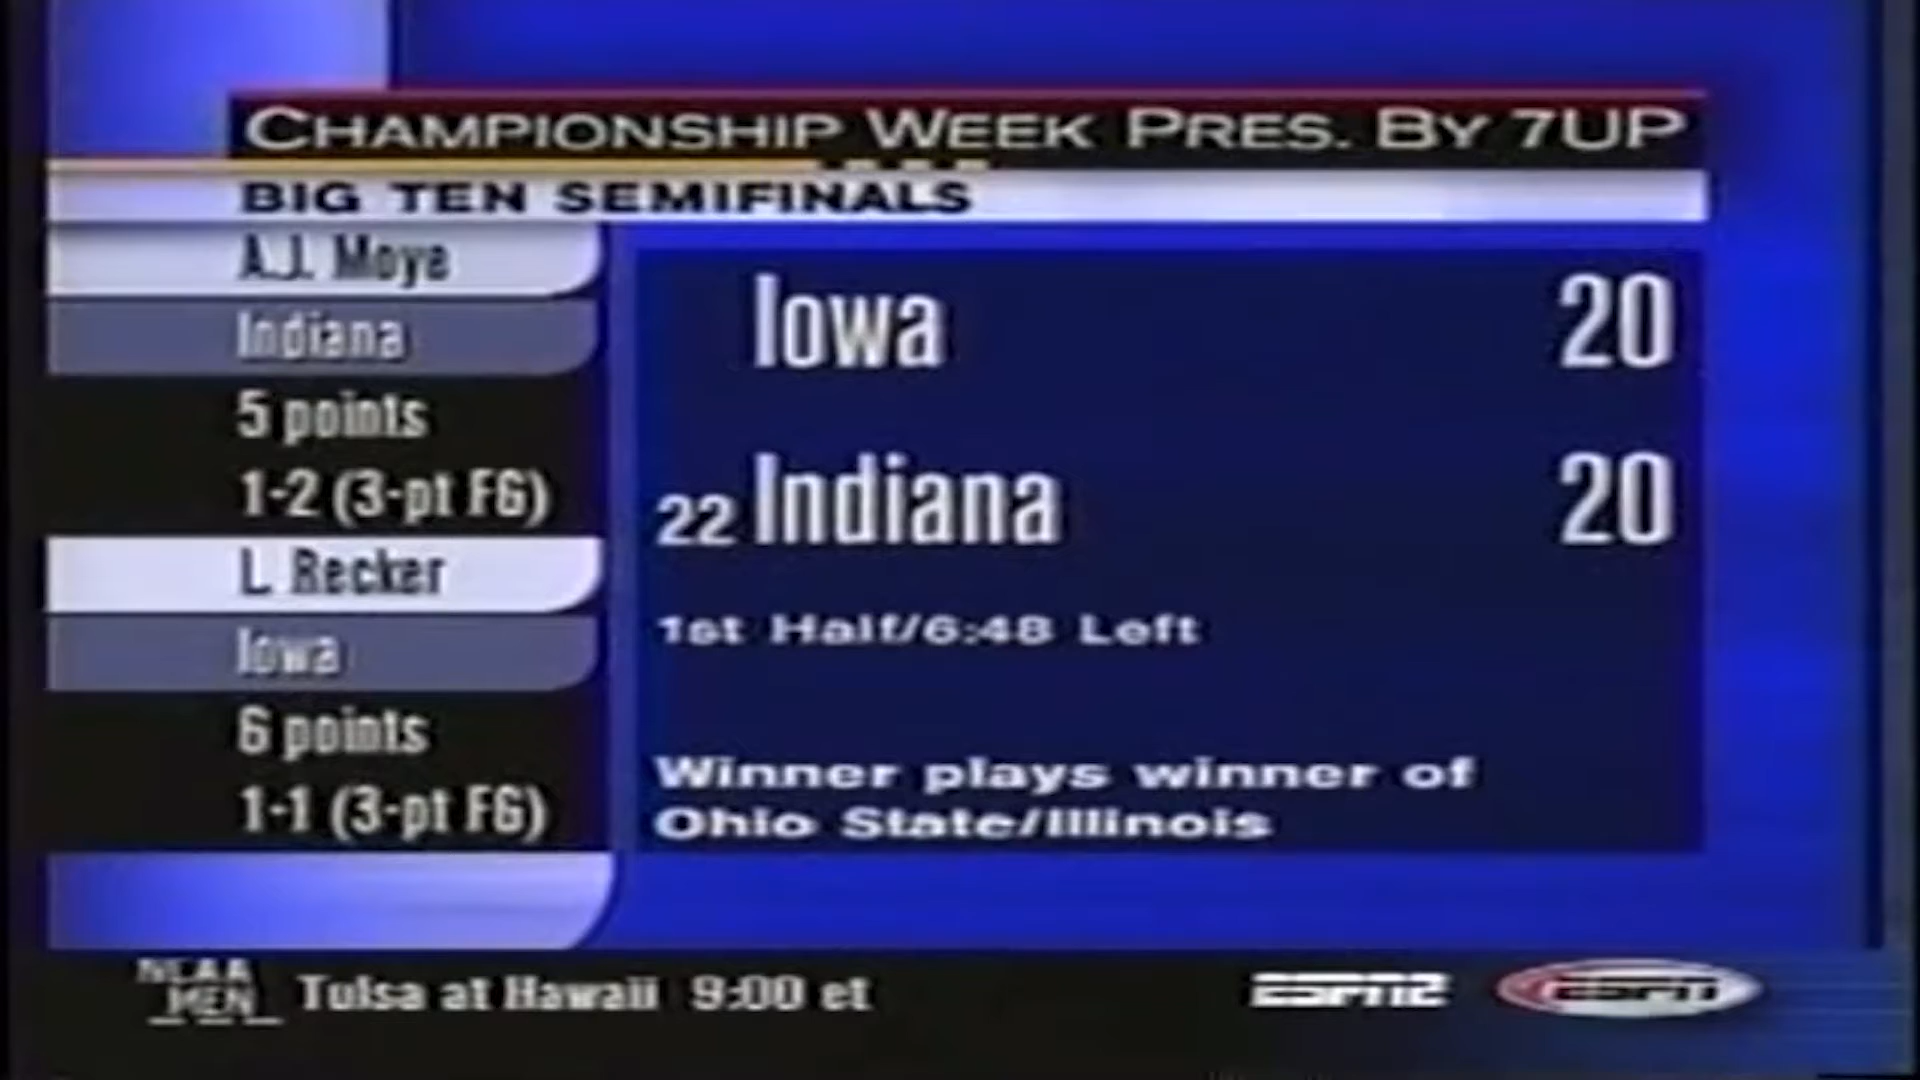 CHAMPIONSHIP WEEK PRES. BY 7UP
BIG TEN SEMIFINALS
A.J. Moye
Indiana
5 points
1-2 (3-pt FG)
L. Recker
Iowa
6 points
1-1 (3-pt FG)
Iowa 20
22 Indiana 20
1st Half/6:48 Left
Winner plays winner of
Ohio State/Illinois
NCAA
MEN
Tulsa at Hawaii 9:00 et
ESPN2
ESPN